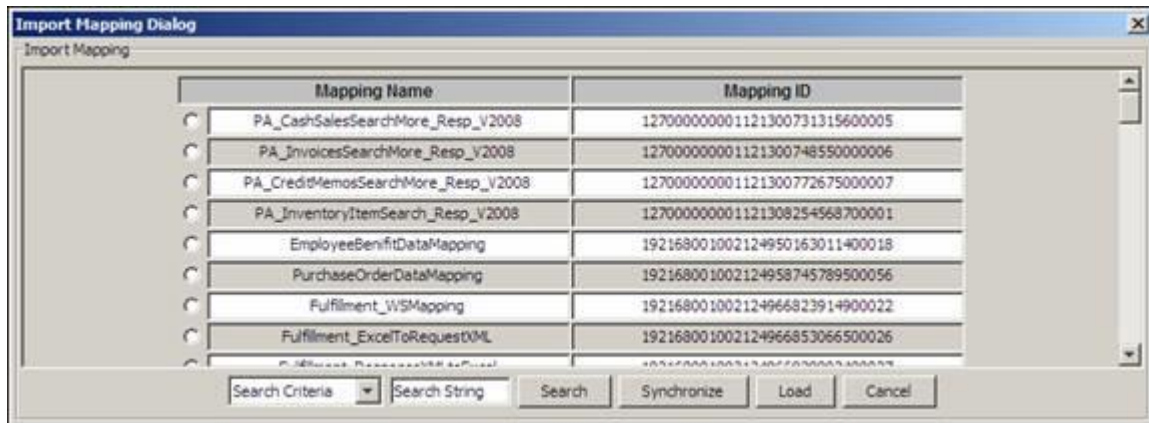 Import Mapping Dialog
Import Mapping
Mapping Name Mapping ID
PA_CashSalesSearchMore_Resp_V2008 127000000001121300731315600005
PA_InvoicesSearchMore_Resp_V2008 127000000001121300748550000006
PA_CreditMemosSearchMore_Resp_V2008 127000000001121300772675000007
PA_InventoryItemSearch_Resp_V2008 127000000001121308254568700001
EmployeeBenifitDataMapping 192168001002124950163011400018
PurchaseOrderDataMapping 192168001002124958745789500056
Fulfillment_WSMapping 192168001002124966823914900022
Fulfillment_ExcelToRequestXML 192168001002124966853066500026
Search Criteria Search String Search Synchronize Load Cancel